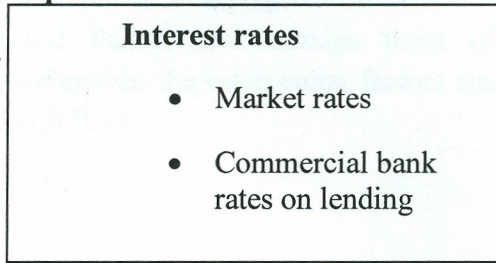 Interest rates
• Market rates
• Commercial bank
rates on lending